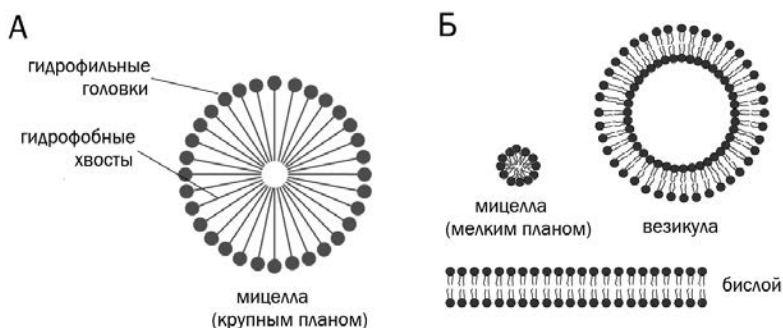 А
гидрофильные
головки
гидрофобные
хвосты
мицелла
(крупным планом)
Б
мицелла
(мелким планом)
везикула
бислой